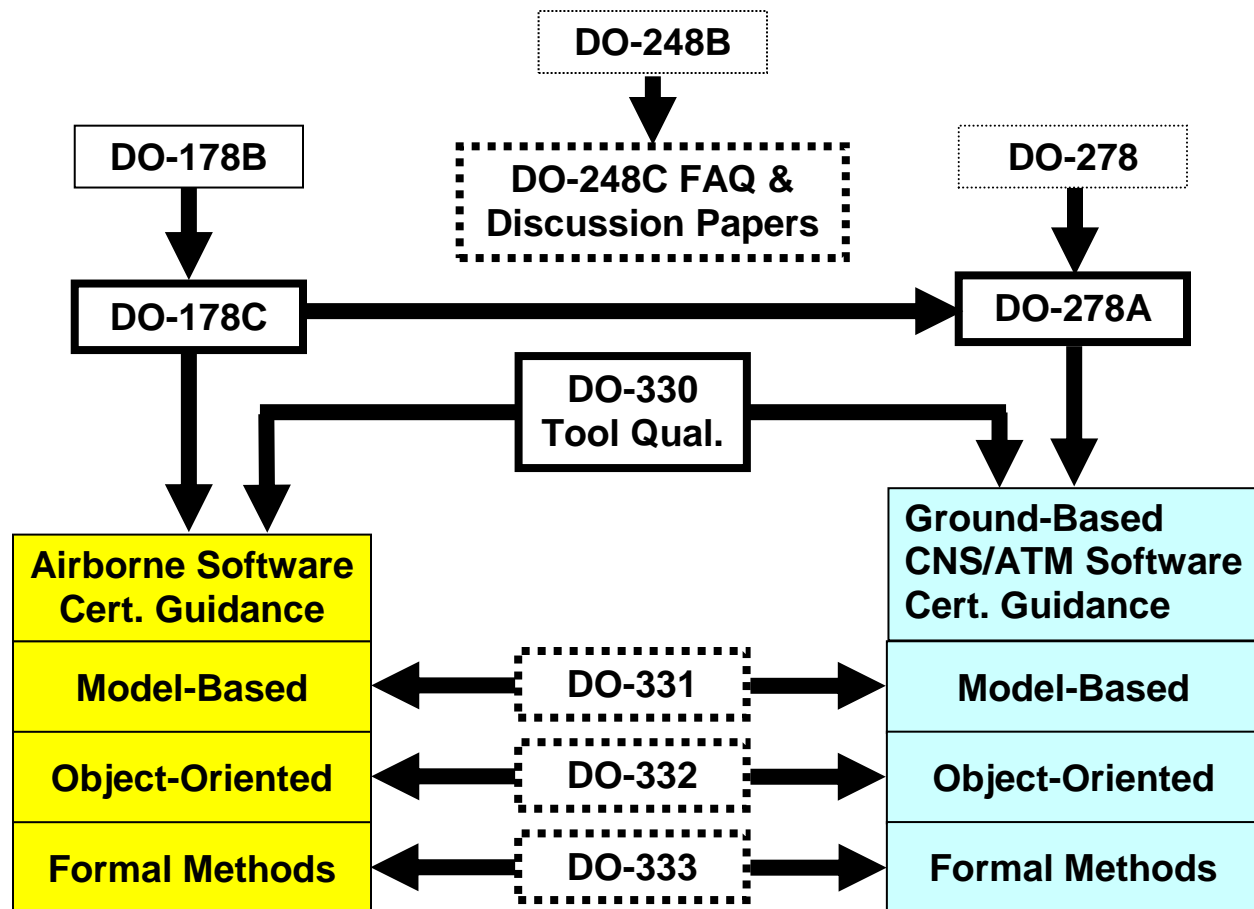 DO-248B
DO-178B
DO-248C FAQ &
Discussion Papers
DO-278
DO-178C
DO-278A
DO-330
Tool Qual.
Airborne Software
Cert. Guidance
Ground-Based
CNS/ATM Software
Cert. Guidance
Model-Based
DO-331
Model-Based
Object-Oriented
DO-332
Object-Oriented
Formal Methods
DO-333
Formal Methods